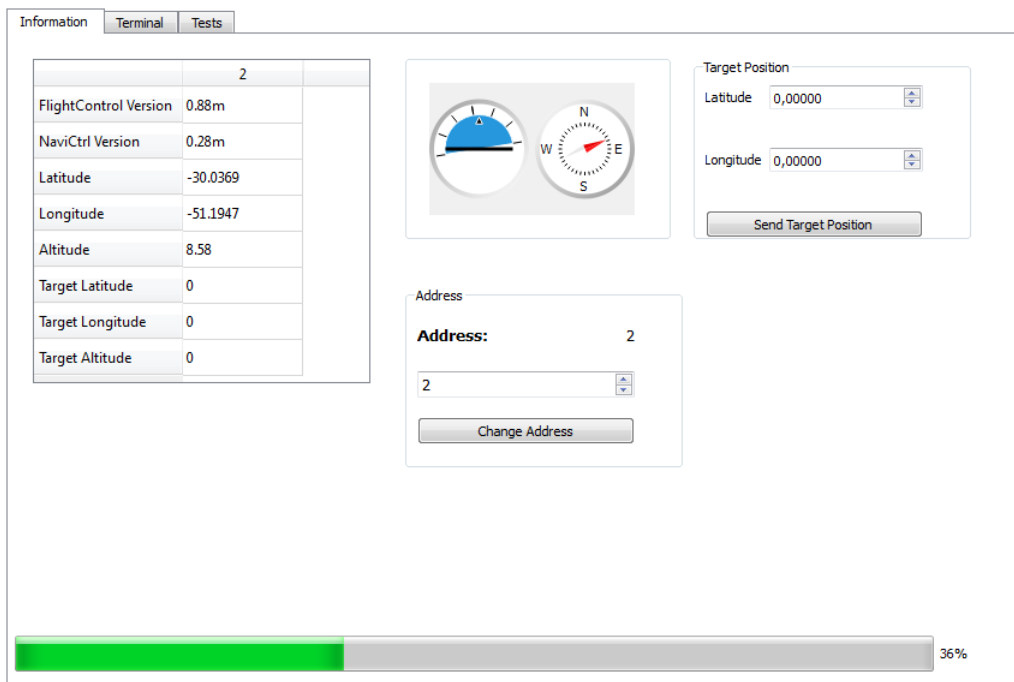 Information Terminal Tests
2
FlightControl Version 0.88m
NaviCtrl Version 0.28m
Latitude -30.0369
Longitude -51.1947
Altitude 8.58
Target Latitude 0
Target Longitude 0
Target Altitude 0
N
W E
S
Target Position
Latitude 0,00000
Longitude 0,00000
Send Target Position
Address
Address: 2
2
Change Address
36%